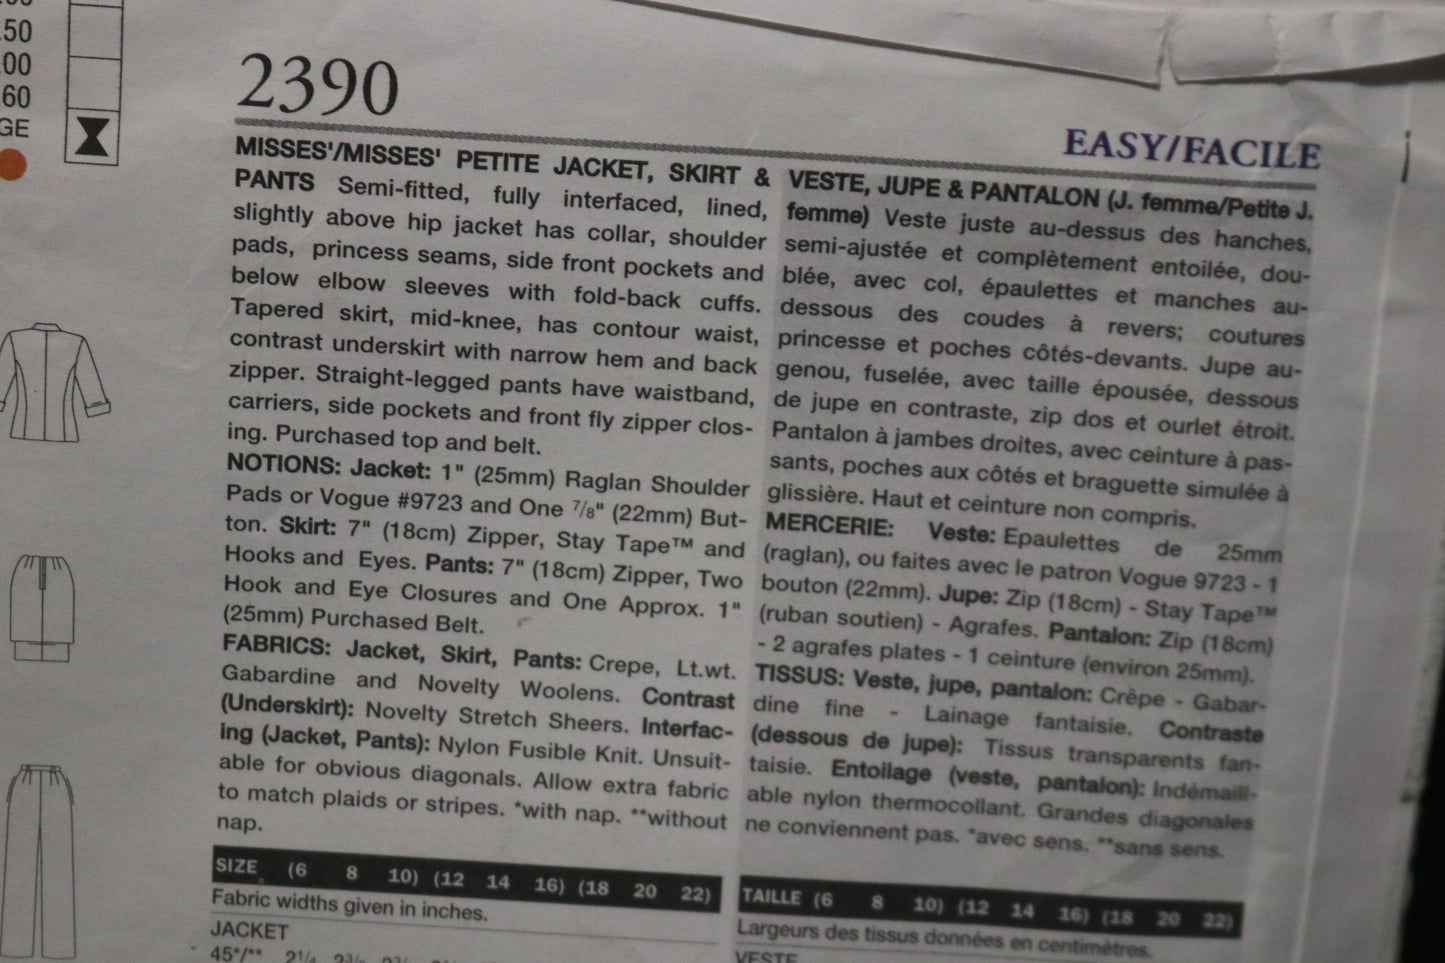 .50
00
60
GE
2390
EASY/FACILE
MISSES'/MISSES' PETITE JACKET, SKIRT &
PANTS Semi-fitted, fully interfaced, lined,
slightly above hip jacket has collar, shoulder
pads, princess seams, side front pockets and
below elbow sleeves with fold-back cuffs.
Tapered skirt, mid-knee, has contour waist,
contrast underskirt with narrow hem and back
zipper. Straight-legged pants have waistband,
carriers, side pockets and front fly zipper clos-
ing. Purchased top and belt.
NOTIONS: Jacket: 1" (25mm) Raglan Shoulder
Pads or Vogue #9723 and One 7/8" (22mm) But-
ton. Skirt: 7" (18cm) Zipper, Stay Tape™ and
Hooks and Eyes. Pants: 7" (18cm) Zipper, Two
Hook and Eye Closures and One Approx. 1"
(25mm) Purchased Belt.
FABRICS: Jacket, Skirt, Pants: Crepe, Lt.wt.
Gabardine and Novelty Woolens. Contrast
(Underskirt): Novelty Stretch Sheers. Interfac-
ing (Jacket, Pants): Nylon Fusible Knit. Unsuit-
able for obvious diagonals. Allow extra fabric
to match plaids or stripes. *with nap. **without
nap.
SIZE (6 8 10) (12 14 16) (18 20 22)
Fabric widths given in inches.
JACKET
45*/**
VESTE, JUPE & PANTALON (J. femme/Petite J.
femme) Veste juste au-dessus des hanches,
semi-ajustée et complètement entoilée, dou-
blée, avec col, épaulettes et manches au-
dessous des coudes à revers; coutures
princesse et poches côtés-devants. Jupe au-
genou, fuselée, avec taille épousée, dessous
de jupe en contraste, zip dos et ourlet étroit.
Pantalon à jambes droites, avec ceinture à pas-
sants, poches aux côtés et braguette simulée à
glissière. Haut et ceinture non compris.
MERCERIE: Veste: Epaulettes de 25mm
(raglan), ou faites avec le patron Vogue 9723 - 1
bouton (22mm). Jupe: Zip (18cm) - Stay Tape™
(ruban soutien) - Agrafes. Pantalon: Zip (18cm)
- 2 agrafes plates - 1 ceinture (environ 25mm).
TISSUS: Veste, jupe, pantalon: Crêpe - Gabar-
dine fine - Lainage fantaisie. Contraste
(dessous de jupe): Tissus transparents fan-
taisie. Entoilage (veste, pantalon): Indémaill-
able nylon thermocollant. Grandes diagonales
ne conviennent pas. *avec sens. **sans sens.
TAILLE (6 8 10) (12 14 16) (18 20 22)
Largeurs des tissus données en centimètres.
VESTE